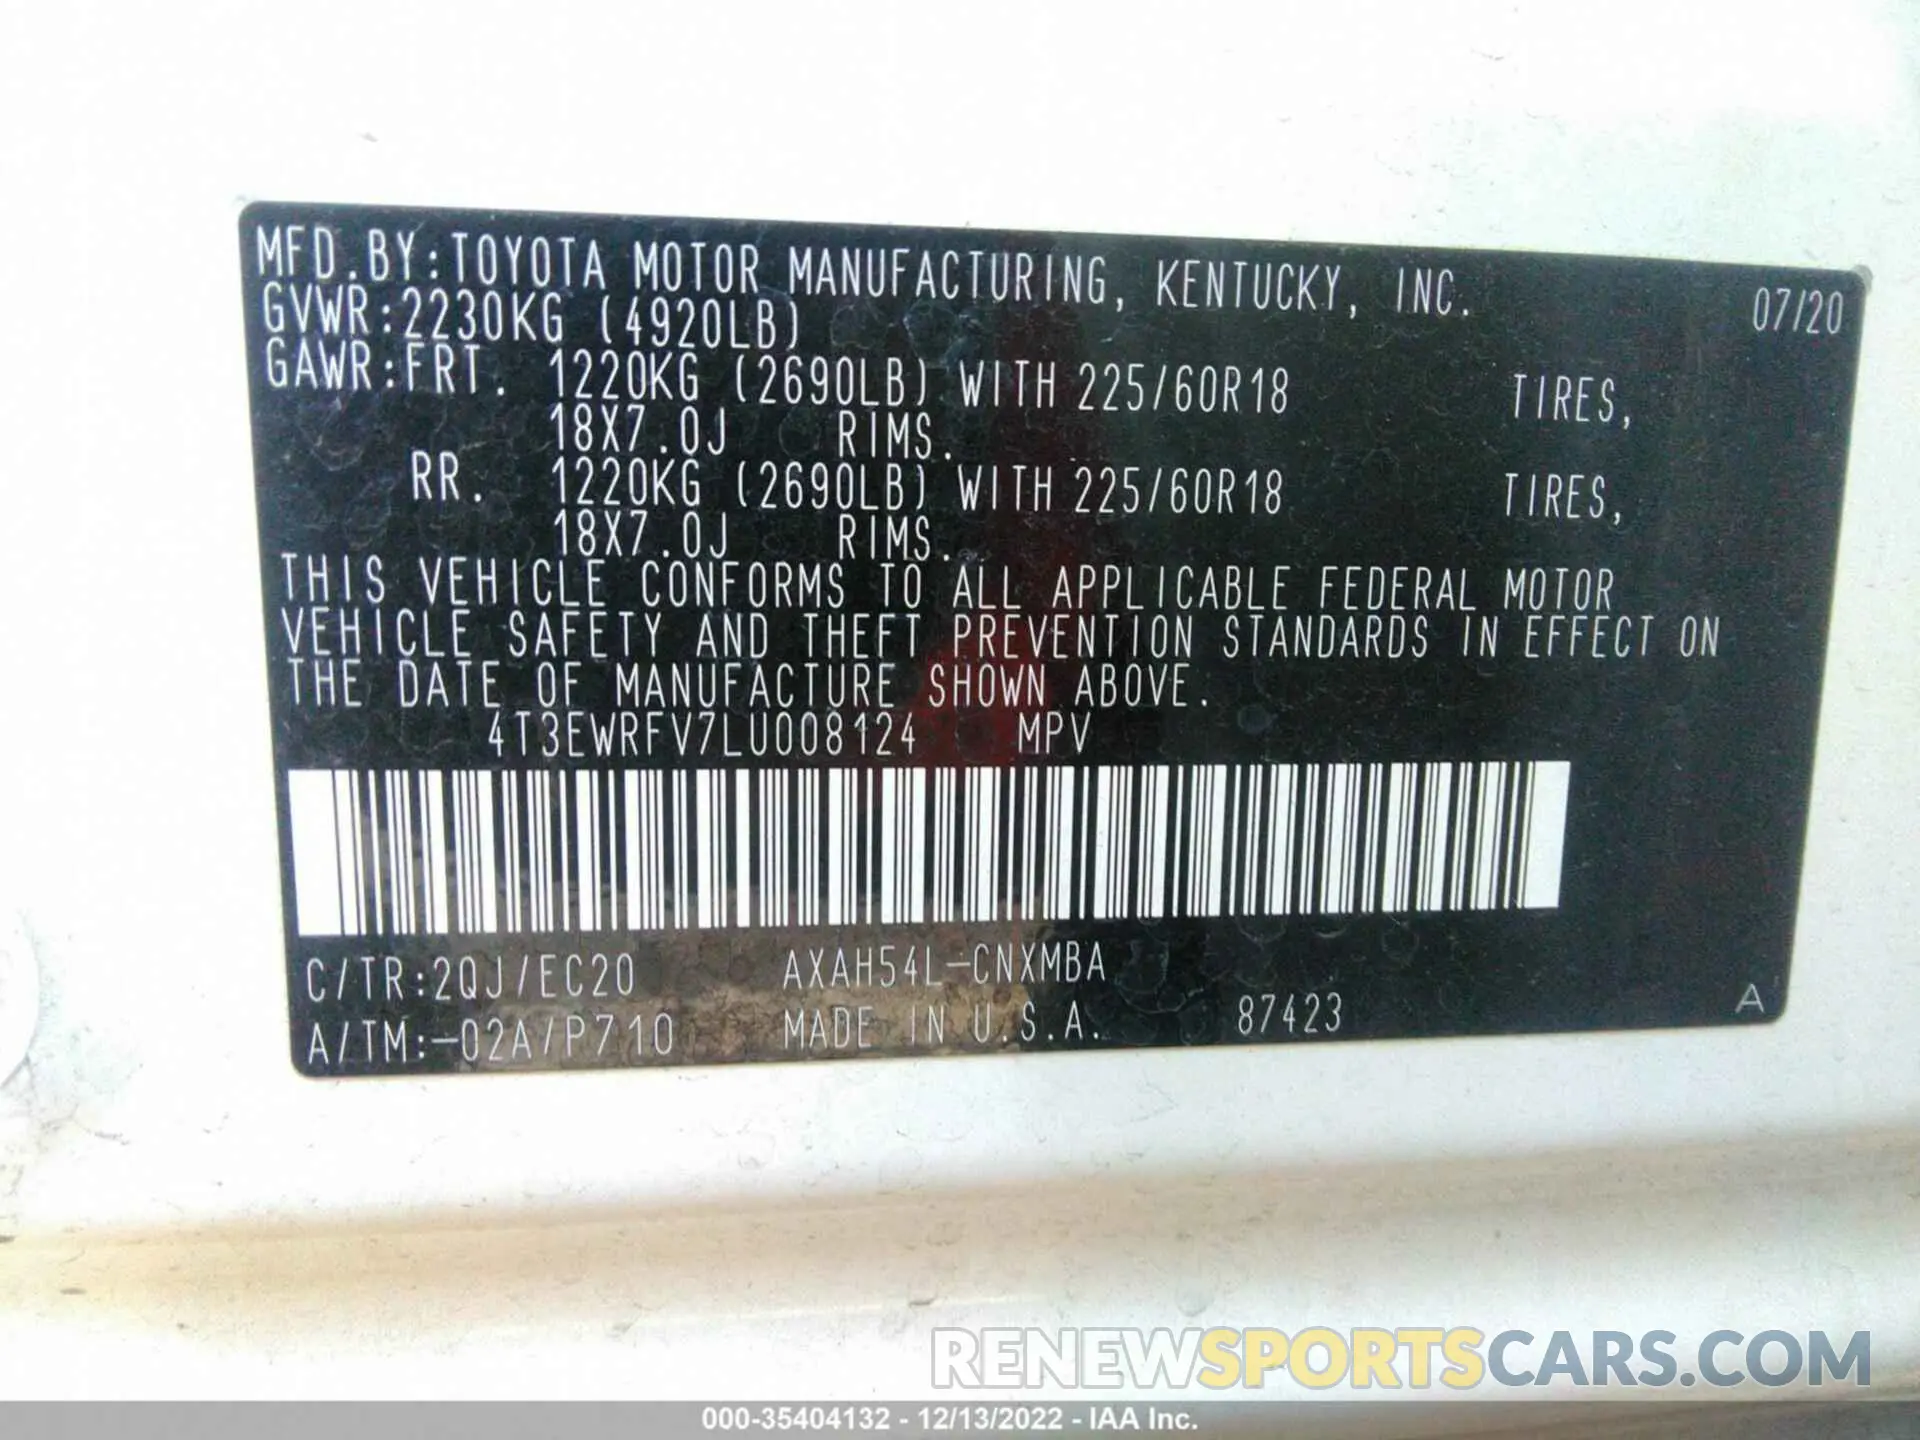 MFD.BY:TOYOTA MOTOR MANUFACTURING, KENTUCKY, INC. 07/20
GVWR:2230KG (4920LB)
GAWR:FRT. 1220KG (2690LB) WITH 225/60R18 TIRES,
18X7.0J RIMS.
RR. 1220KG (2690LB) WITH 225/60R18 TIRES,
18X7.0J RIMS.
THIS VEHICLE CONFORMS TO ALL APPLICABLE FEDERAL MOTOR
VEHICLE SAFETY AND THEFT PREVENTION STANDARDS IN EFFECT ON
THE DATE OF MANUFACTURE SHOWN ABOVE.
4T3EWRFV7LU008124 MPV
C/TR:2QJ/EC20 AXAH54L-CNXMBA
A/TM:-02A/P710 MADE IN U.S.A. 87423 A
RENEWSPORTSCARS.COM
000-35404132 - 12/13/2022 - IAA Inc.